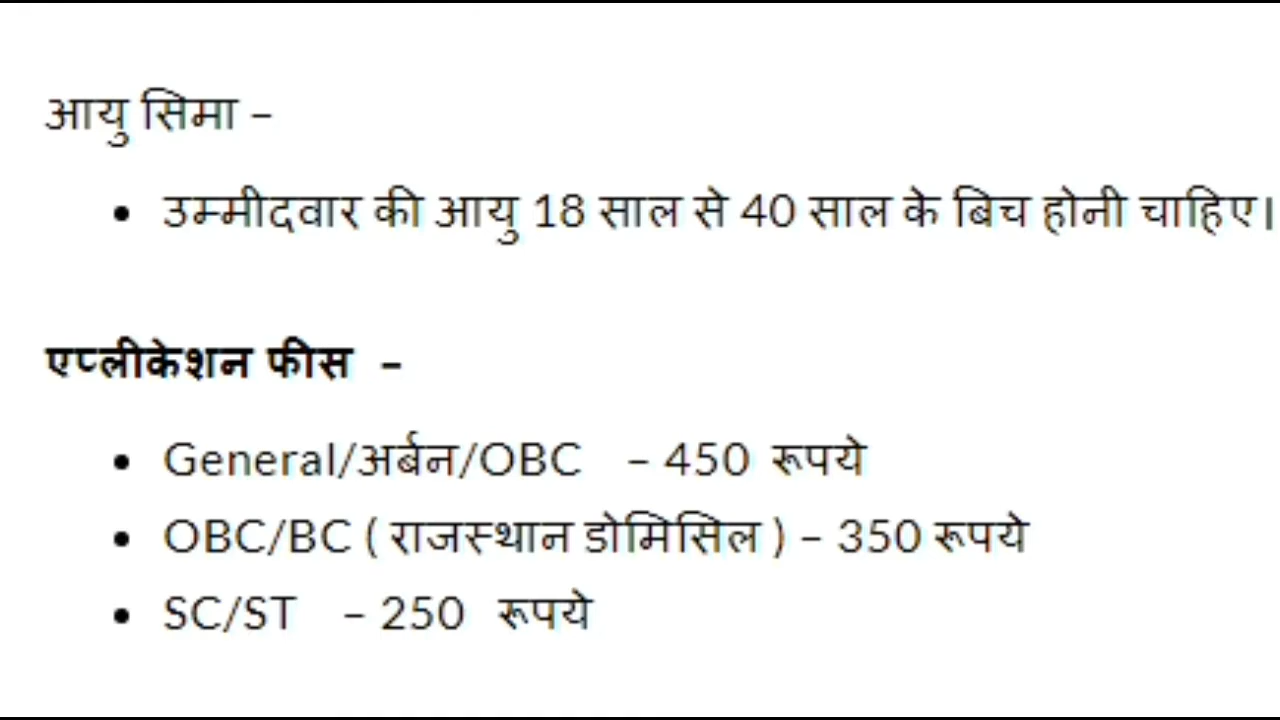 आयु सिमा –
• उम्मीदवार की आयु 18 साल से 40 साल के बिच होनी चाहिए।
एप्लीकेशन फीस –
• General/अर्बन/OBC – 450 रूपये
• OBC/BC ( राजस्थान डोमिसिल ) – 350 रूपये
• SC/ST – 250 रूपये